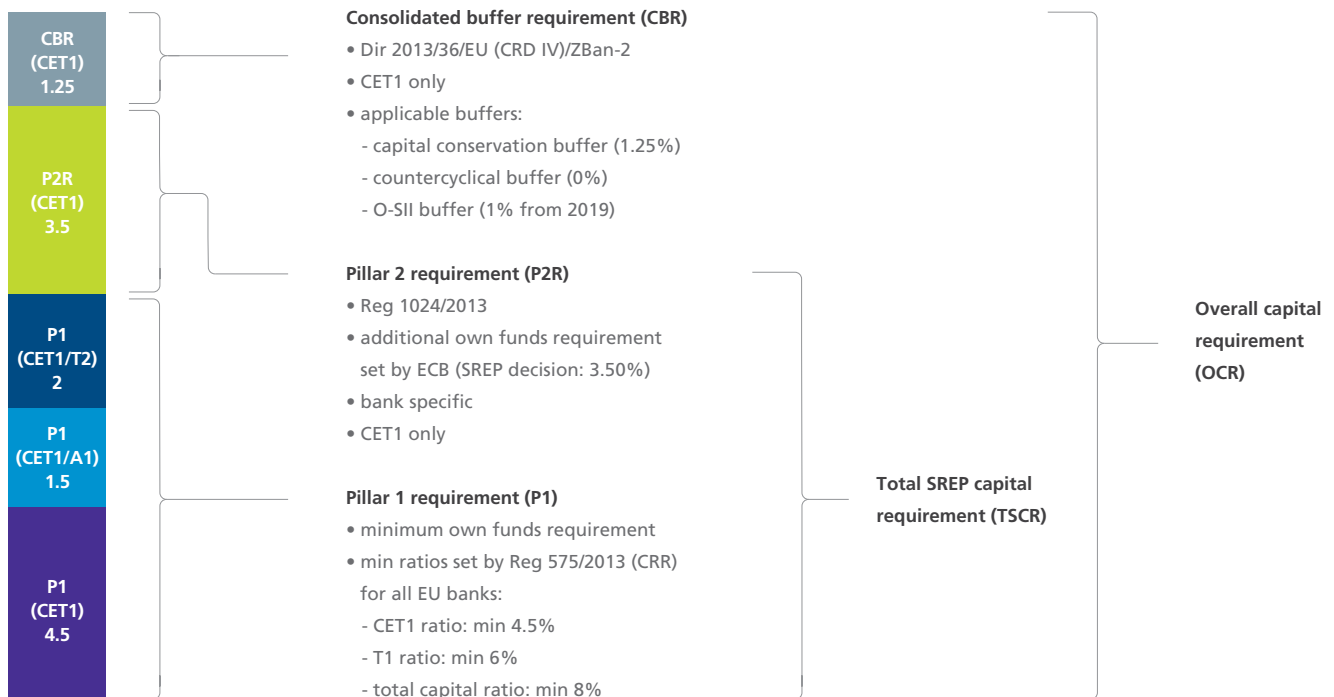 CBR
(CET1)
1.25
P2R
(CET1)
3.5
P1
(CET1/T2)
2
P1
(CET1/A1)
1.5
P1
(CET1)
4.5
Consolidated buffer requirement (CBR)
• Dir 2013/36/EU (CRD IV)/ZBan-2
• CET1 only
• applicable buffers:
- capital conservation buffer (1.25%)
- countercyclical buffer (0%)
- O-SII buffer (1% from 2019)
Pillar 2 requirement (P2R)
• Reg 1024/2013
• additional own funds requirement
set by ECB (SREP decision: 3.50%)
• bank specific
• CET1 only
Pillar 1 requirement (P1)
• minimum own funds requirement
• min ratios set by Reg 575/2013 (CRR)
for all EU banks:
- CET1 ratio: min 4.5%
- T1 ratio: min 6%
- total capital ratio: min 8%
Total SREP capital
requirement (TSCR)
Overall capital
requirement
(OCR)